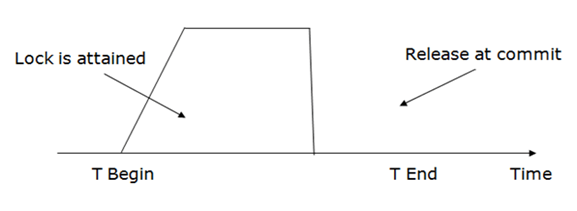 Lock is attained
Release at commit
T Begin
T End
Time